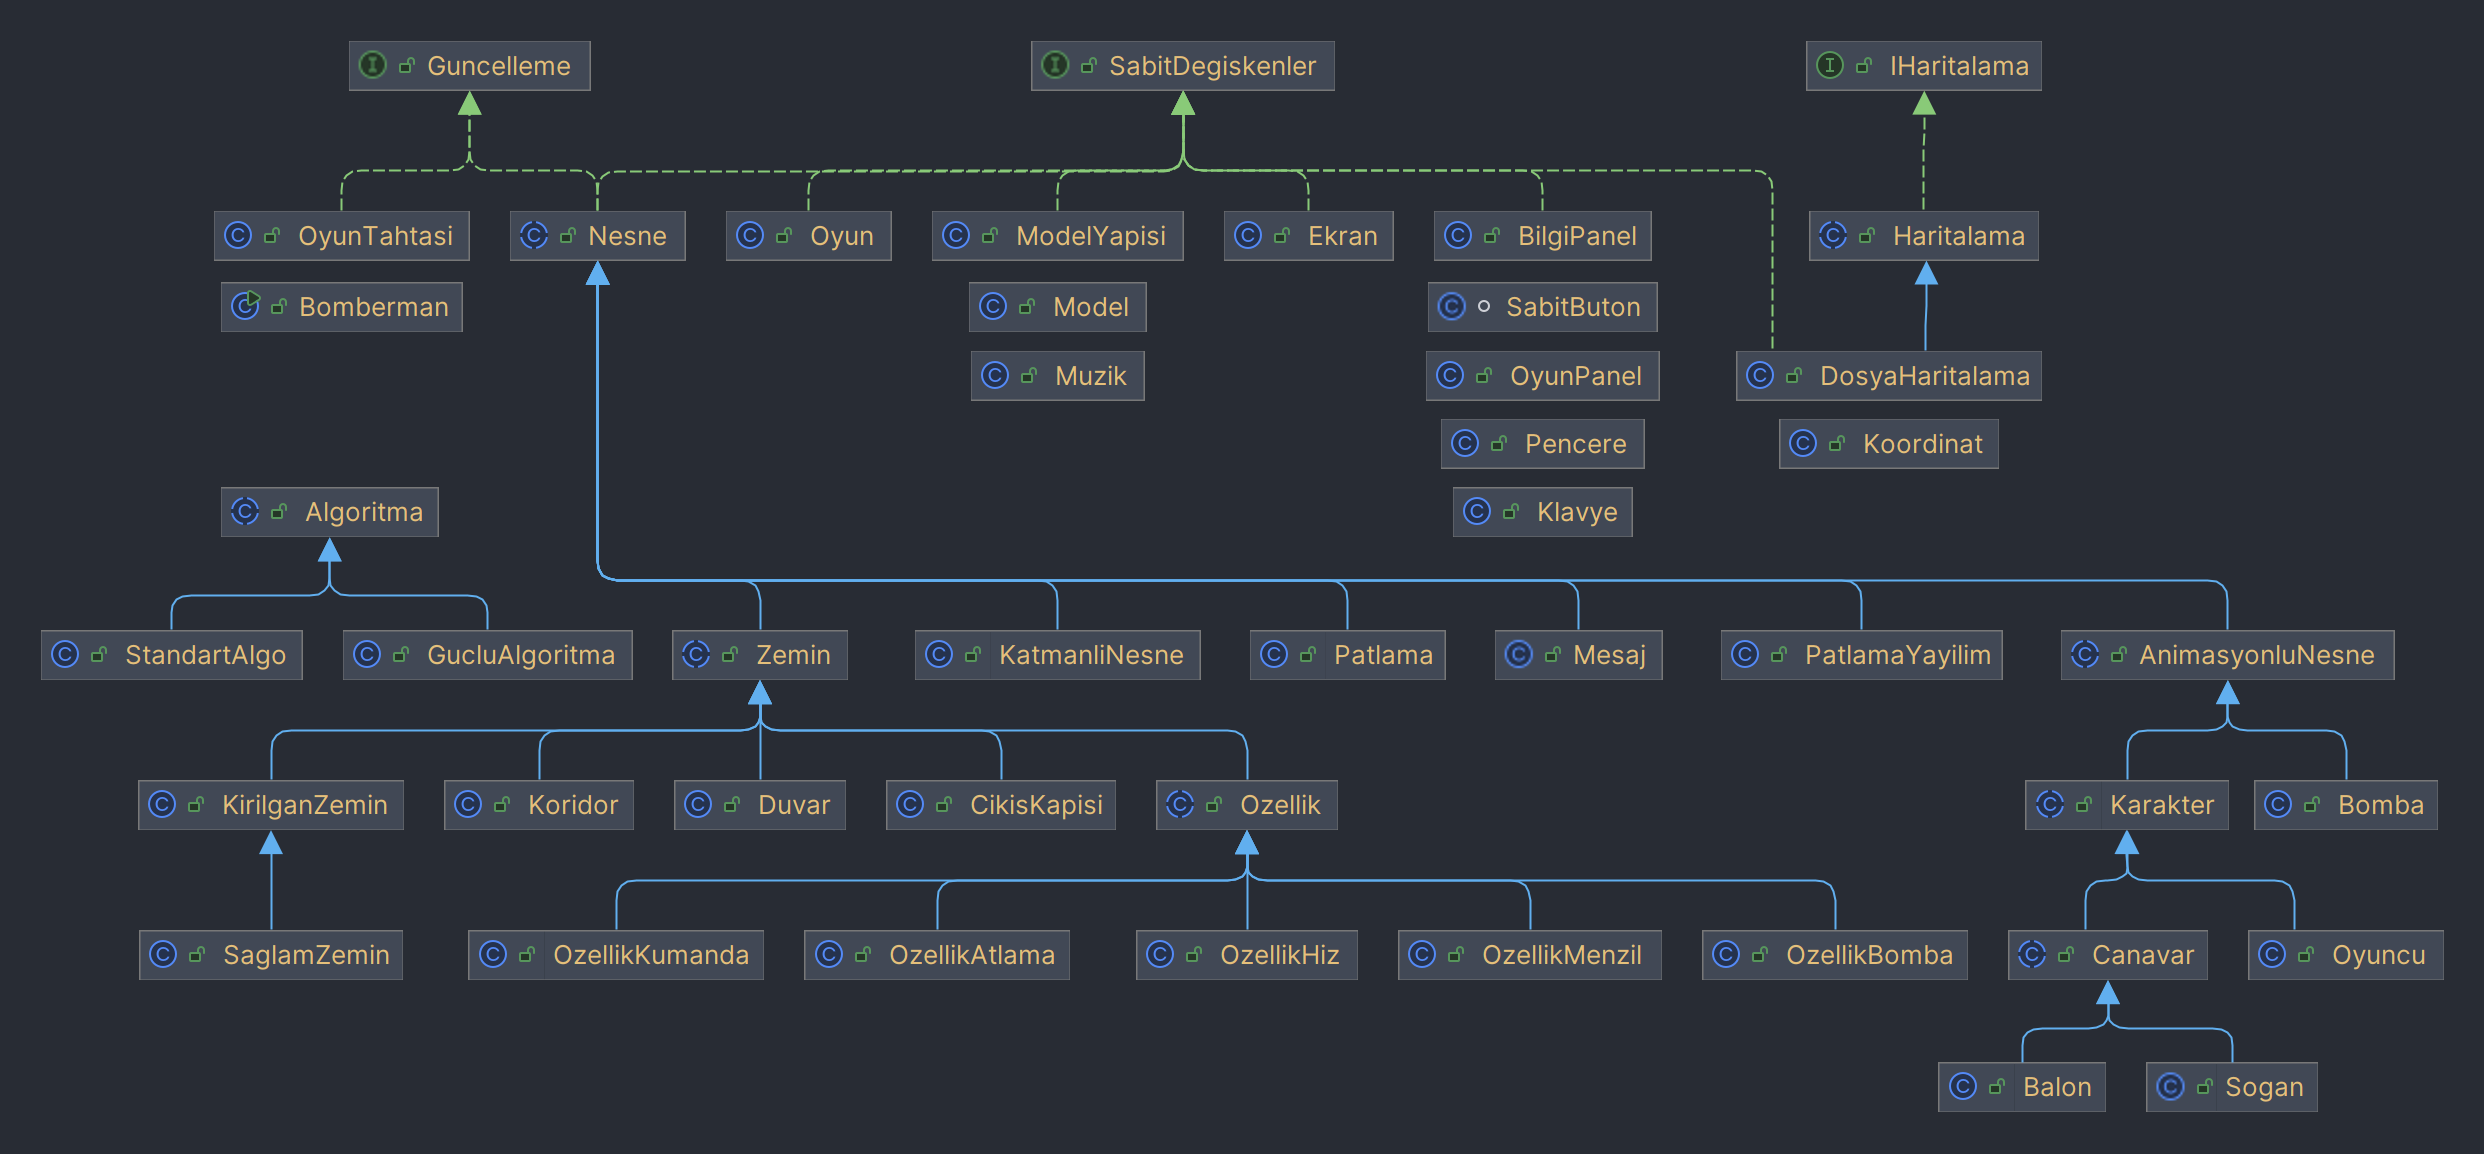 Guncelleme
SabitDegiskenler
IHaritalama
OyunTahtasi
Nesne
Oyun
ModelYapisi
Ekran
BilgiPanel
Haritalama
Bomberman
Model
SabitButon
Muzik
OyunPanel
DosyaHaritalama
Pencere
Koordinat
Algoritma
Klavye
StandartAlgo
GucluAlgoritma
Zemin
KatmanliNesne
Patlama
Mesaj
PatlamaYayilim
AnimasyonluNesne
KirilganZemin
Koridor
Duvar
CikisKapisi
Ozellik
Karakter
Bomba
SaglamZemin
OzellikKumanda
OzellikAtlama
OzellikHiz
OzellikMenzil
OzellikBomba
Canavar
Oyuncu
Balon
Sogan